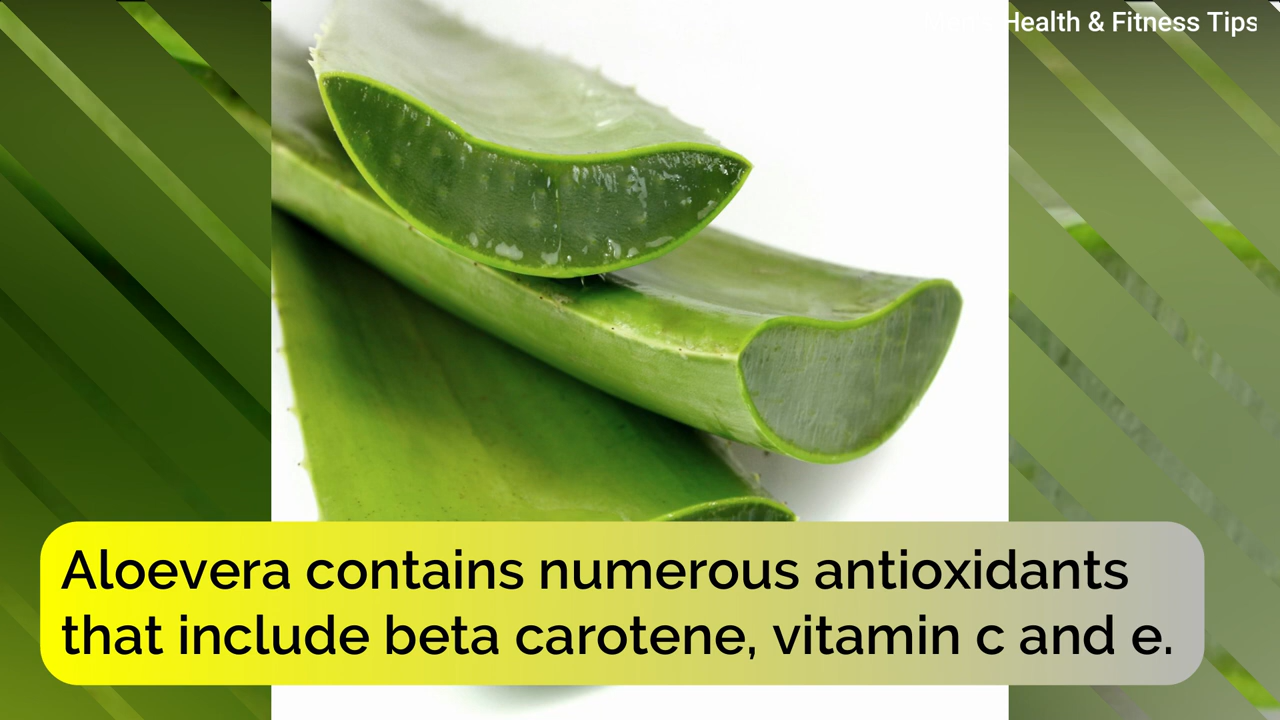 Health & Fitness Tips
Aloevera contains numerous antioxidants
that include beta carotene, vitamin c and e.